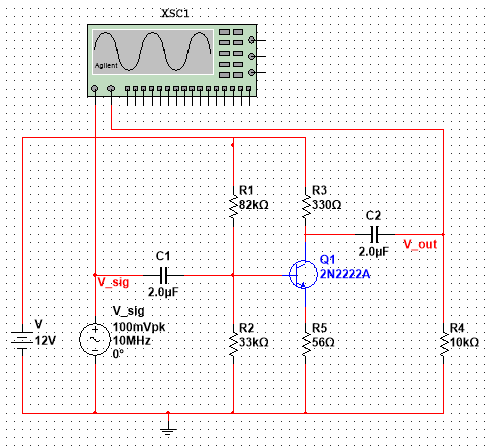 XSC1
Agilent
R1
82kΩ
R3
330Ω
C2
2.0µF
V_out
C1
2.0µF
V_sig
Q1
2N2222A
V
12V
V_sig
100mVpk
10MHz
0°
R2
33kΩ
R5
56Ω
R4
10kΩ